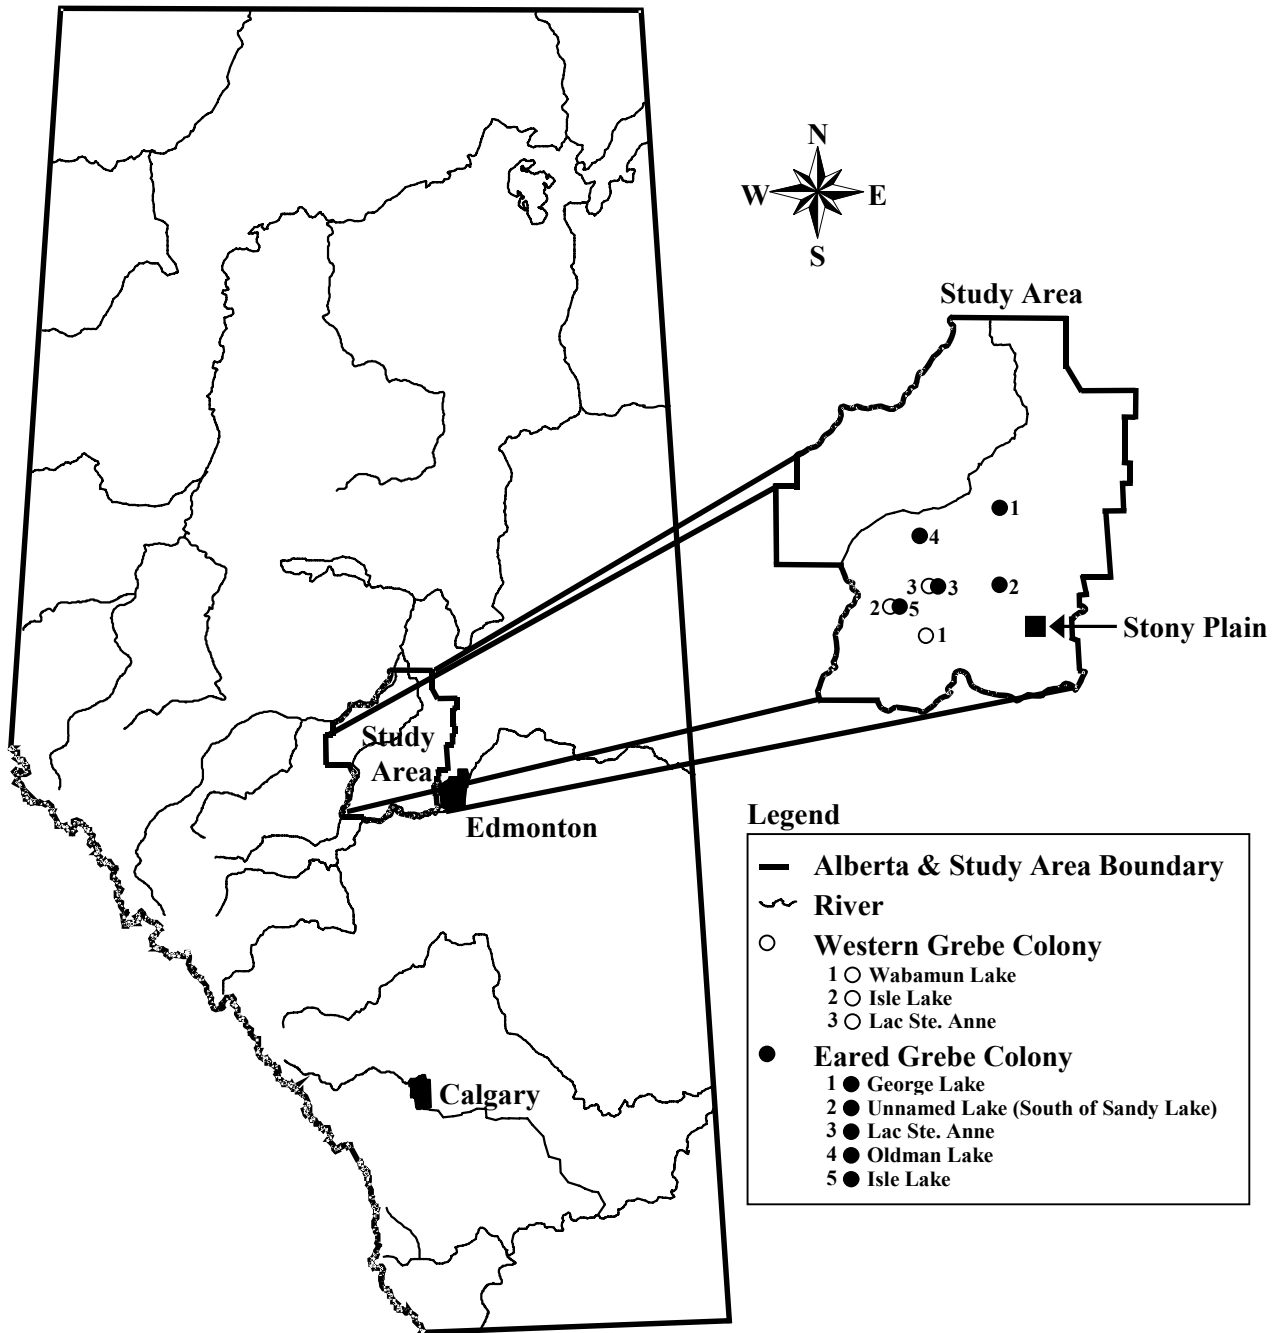 N
W
E
S
Study Area
1
4
3
3
2
2
5
1
Stony Plain
Study
Area
Edmonton
Calgary
Legend
Alberta & Study Area Boundary
River
Western Grebe Colony
1 Wabamun Lake
2 Isle Lake
3 Lac Ste. Anne
Eared Grebe Colony
1 George Lake
2 Unnamed Lake (South of Sandy Lake)
3 Lac Ste. Anne
4 Oldman Lake
5 Isle Lake